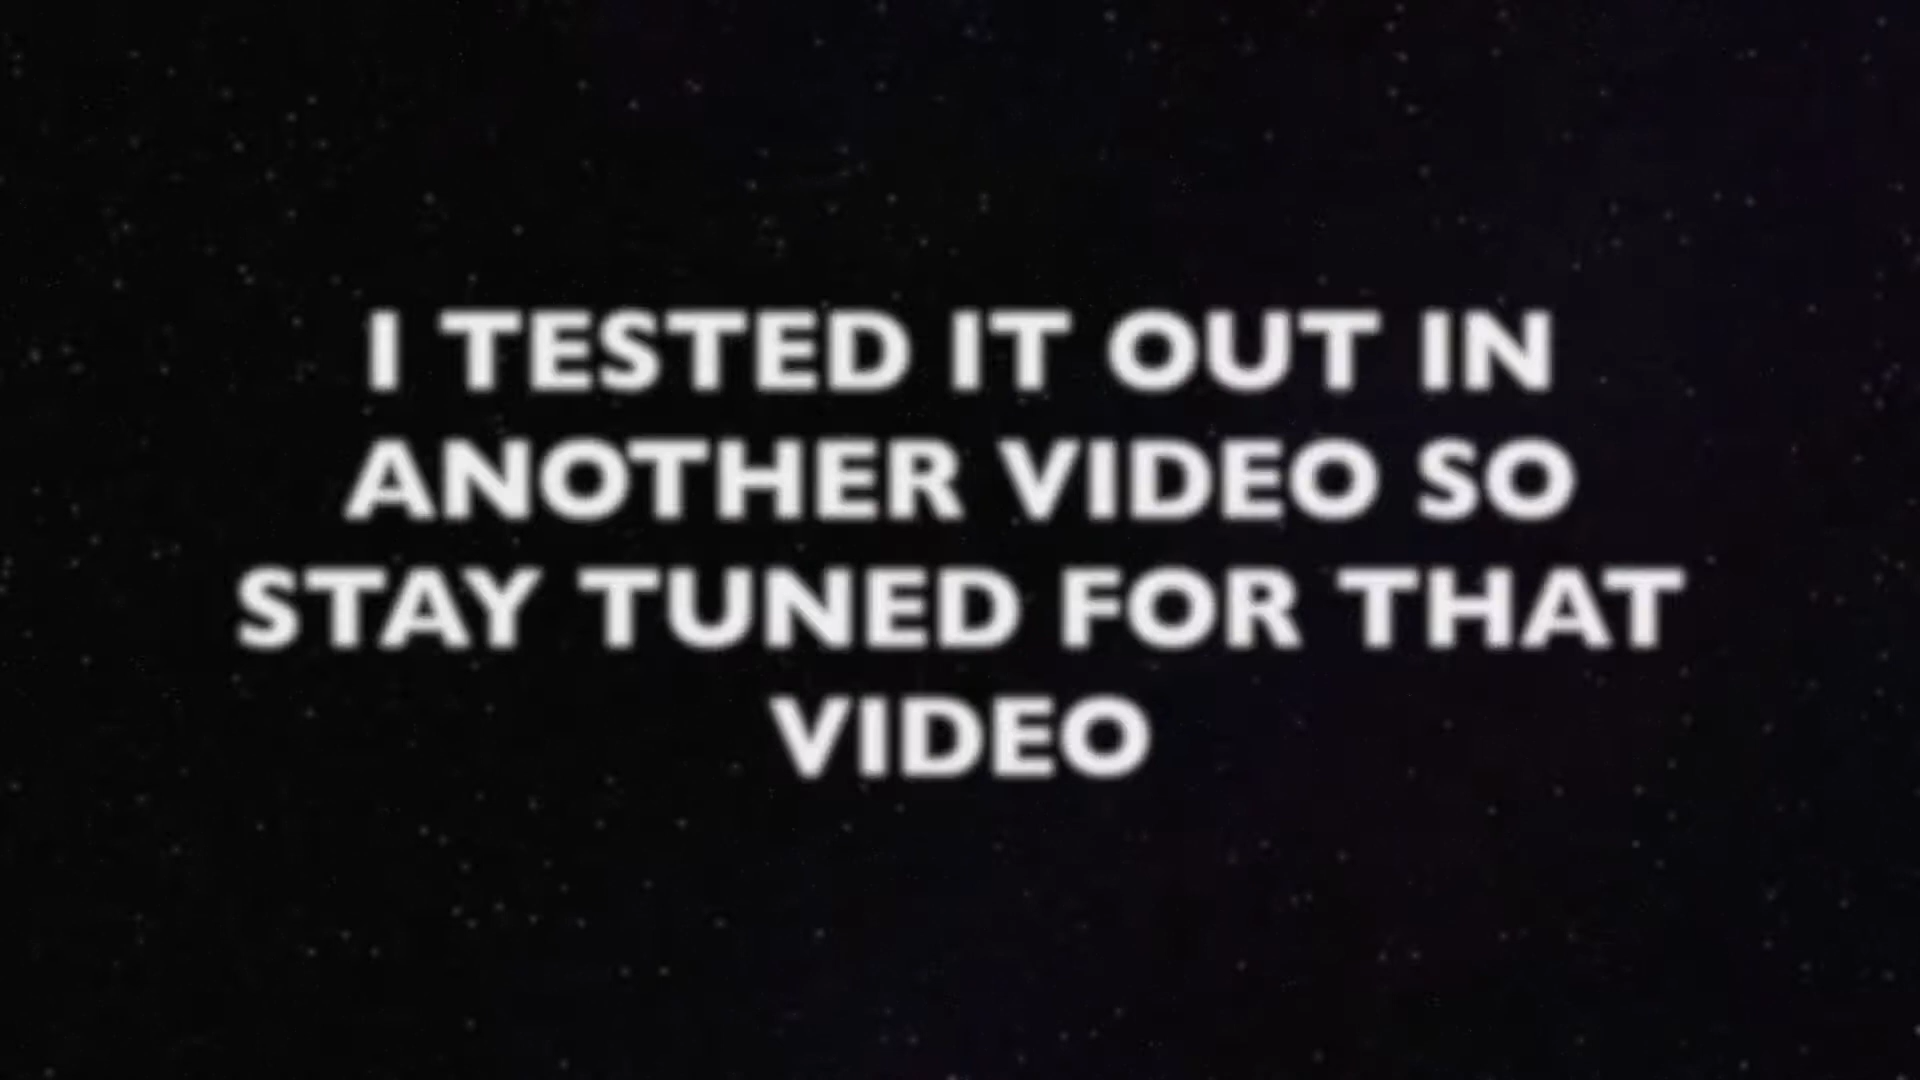 I TESTED IT OUT IN
ANOTHER VIDEO SO
STAY TUNED FOR THAT
VIDEO